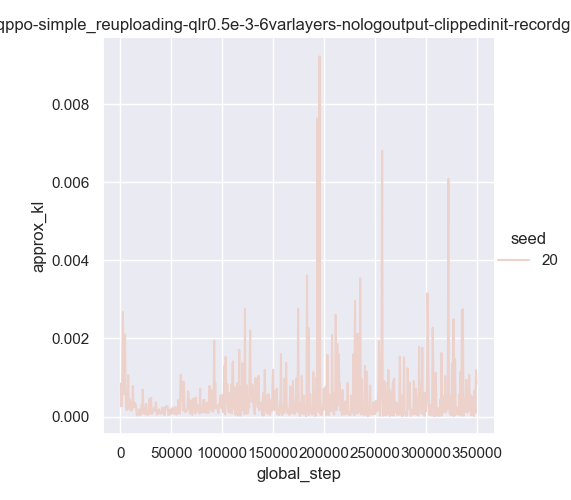 qppo-simple_reuploading-qlr0.5e-3-6varlayers-nologoutput-clippedinit-recordg
0.008
0.006
0.004
0.002
0.000
approx_kl
0 50000 100000 150000 200000 250000 300000 350000
global_step
seed
20